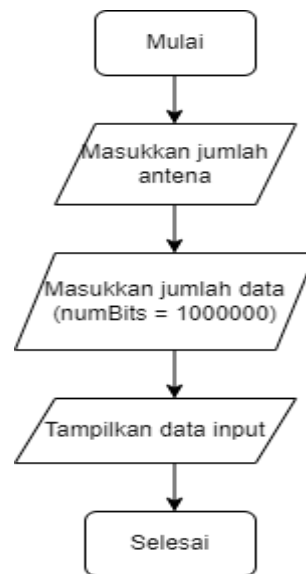 Mulai
Masukkan jumlah
antena
Masukkan jumlah data
(numBits = 1000000)
Tampilkan data input
Selesai